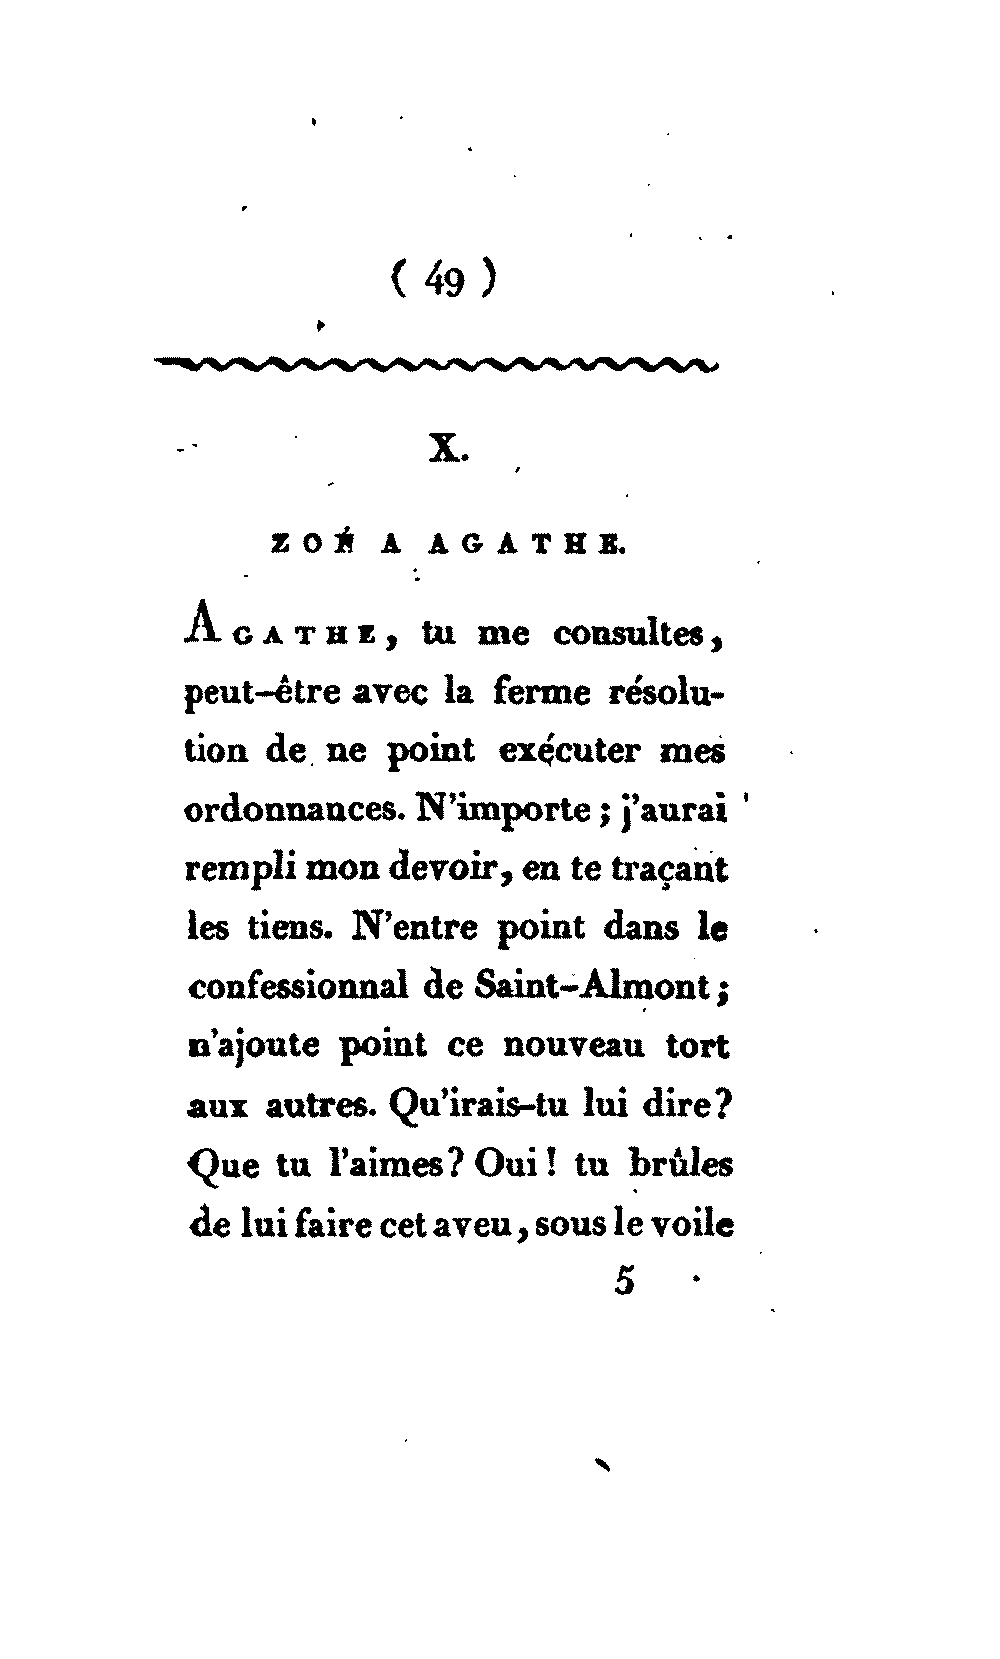 ( 49 )
X.
ZOÉ A AGATHE.
AGATHE, tu me consultes,
peut-être avec la ferme résolu-
tion de ne point exécuter mes
ordonnances. N'importe ; j'aurai
rempli mon devoir, en te traçant
les tiens. N'entre point dans le
confessionnal de Saint-Almont ;
n'ajoute point ce nouveau tort
aux autres. Qu'irais-tu lui dire?
Que tu l'aimes? Oui ! tu brûles
de lui faire cet aveu, sous le voile
5